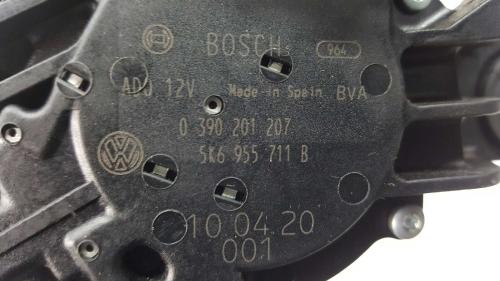 BOSCH 964
ADJ 12V Made in Spain BVA
0 390 201 207
5K6 955 711 B
10 04 20
001